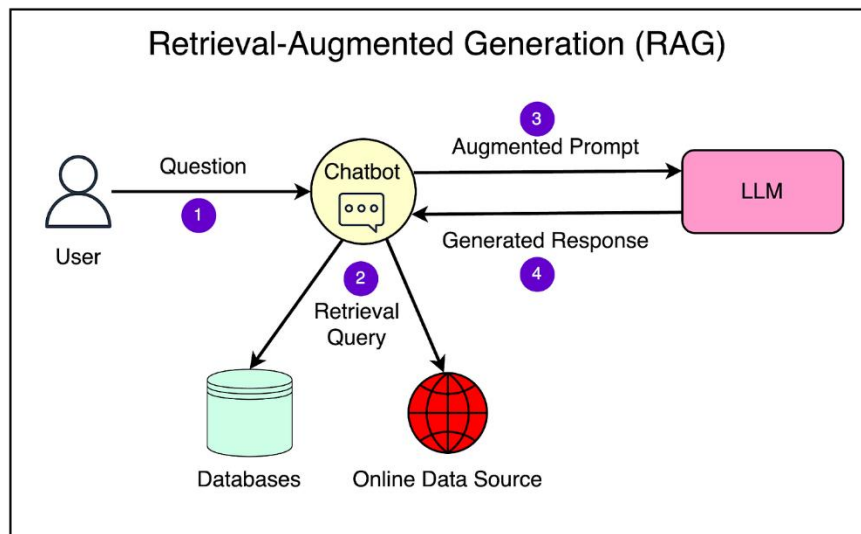 Retrieval-Augmented Generation (RAG)
3
Augmented Prompt
Question
Chatbot
LLM
1
User
Generated Response
4
2
Retrieval
Query
Databases
Online Data Source